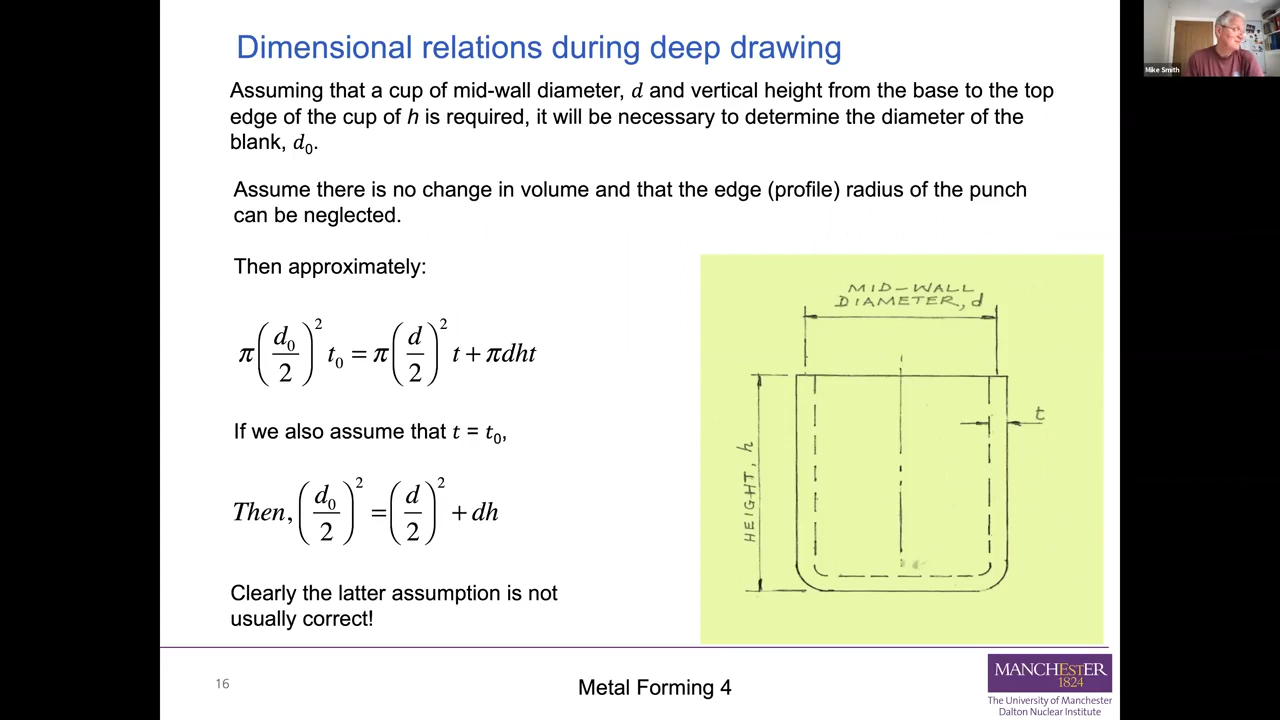 Dimensional relations during deep drawing
Mike Smith
Assuming that a cup of mid-wall diameter, d and vertical height from the base to the top
edge of the cup of h is required, it will be necessary to determine the diameter of the
blank, d₀.
Assume there is no change in volume and that the edge (profile) radius of the punch
can be neglected.
Then approximately:
π(d₀/2)² t₀ = π(d/2)² t + πdht
If we also assume that t = t₀,
Then, (d₀/2)² = (d/2)² + dh
Clearly the latter assumption is not
usually correct!
MID-WALL
DIAMETER, d
t
HEIGHT, h
16
Metal Forming 4
MANCHESTER
1824
The University of Manchester
Dalton Nuclear Institute